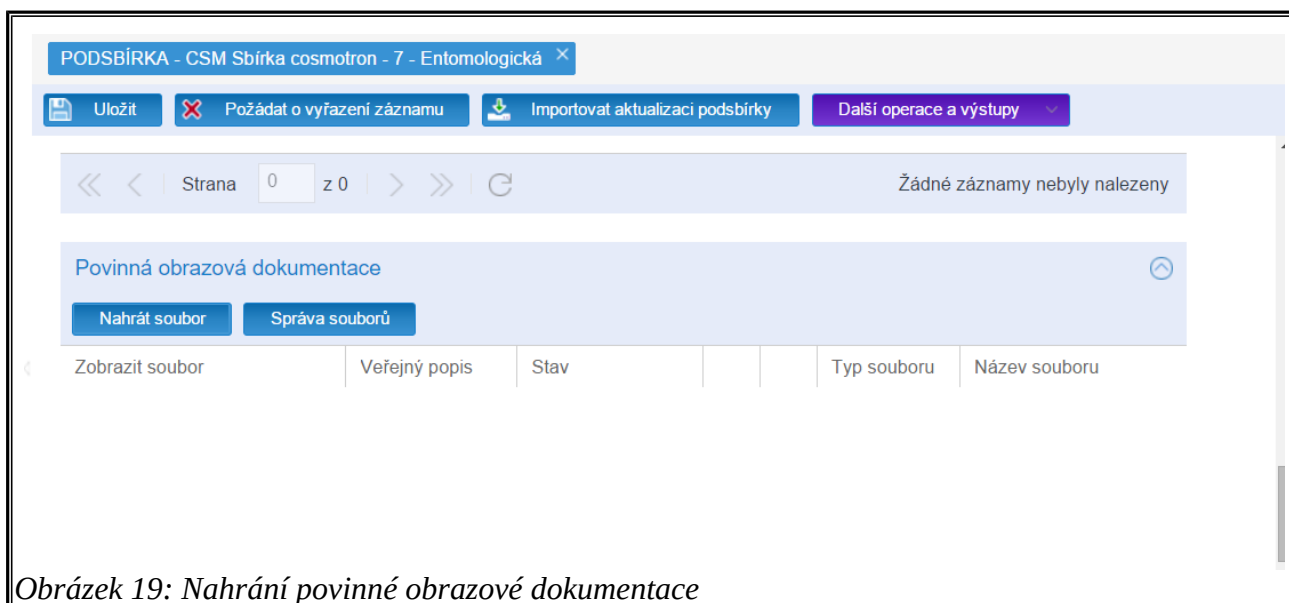 PODSBÍRKA - CSM Sbírka cosmotron - 7 - Entomologická
Uložit Požádat o vyřazení záznamu Importovat aktualizaci podsbírky Další operace a výstupy
Strana 0 z 0 Žádné záznamy nebyly nalezeny
Povinná obrazová dokumentace
Nahrát soubor Správa souborů
Zobrazit soubor Veřejný popis Stav Typ souboru Název souboru
Obrázek 19: Nahrání povinné obrazové dokumentace